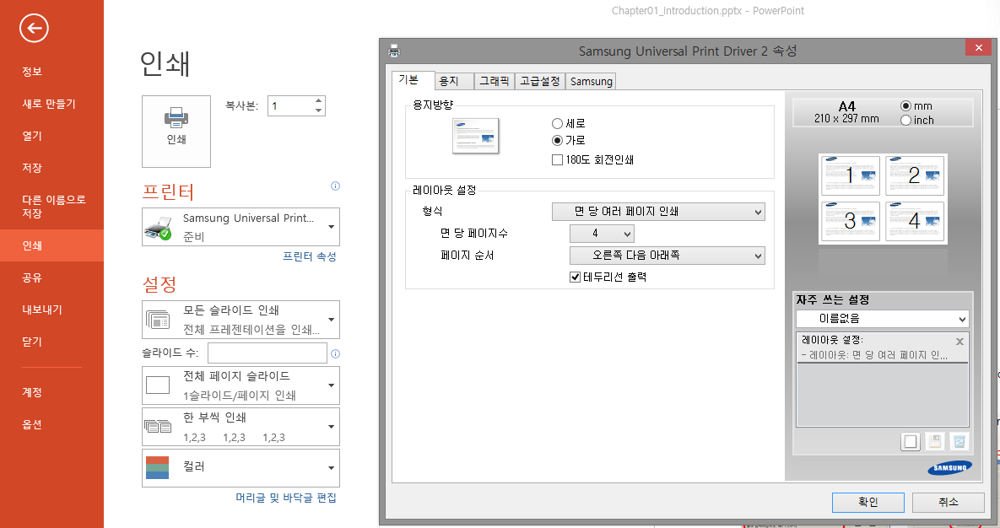 Chapter01_Introduction.pptx - PowerPoint
정보
새로 만들기
열기
저장
다른 이름으로
저장
인쇄
공유
내보내기
닫기
계정
옵션
인쇄
인쇄
복사본:
1
프린터
Samsung Universal Print...
준비
프린터 속성
설정
모든 슬라이드 인쇄
전체 프레젠테이션을 인쇄...
슬라이드 수:
전체 페이지 슬라이드
1슬라이드/페이지 인쇄
한 부씩 인쇄
1,2,3 1,2,3 1,2,3
컬러
머리글 및 바닥글 편집
Samsung Universal Print Driver 2 속성
기본 용지 그래픽 고급설정 Samsung
용지방향
세로
가로
180도 회전인쇄
레이아웃 설정
형식
면 당 여러 페이지 인쇄
면 당 페이지수
4
페이지 순서
오른쪽 다음 아래쪽
테두리선 출력
A4
210 x 297 mm
mm
inch
1 2
3 4
자주 쓰는 설정
이름없음
레이아웃 설정:
- 레이아웃: 면 당 여러 페이지 인...
SAMSUNG
확인 취소